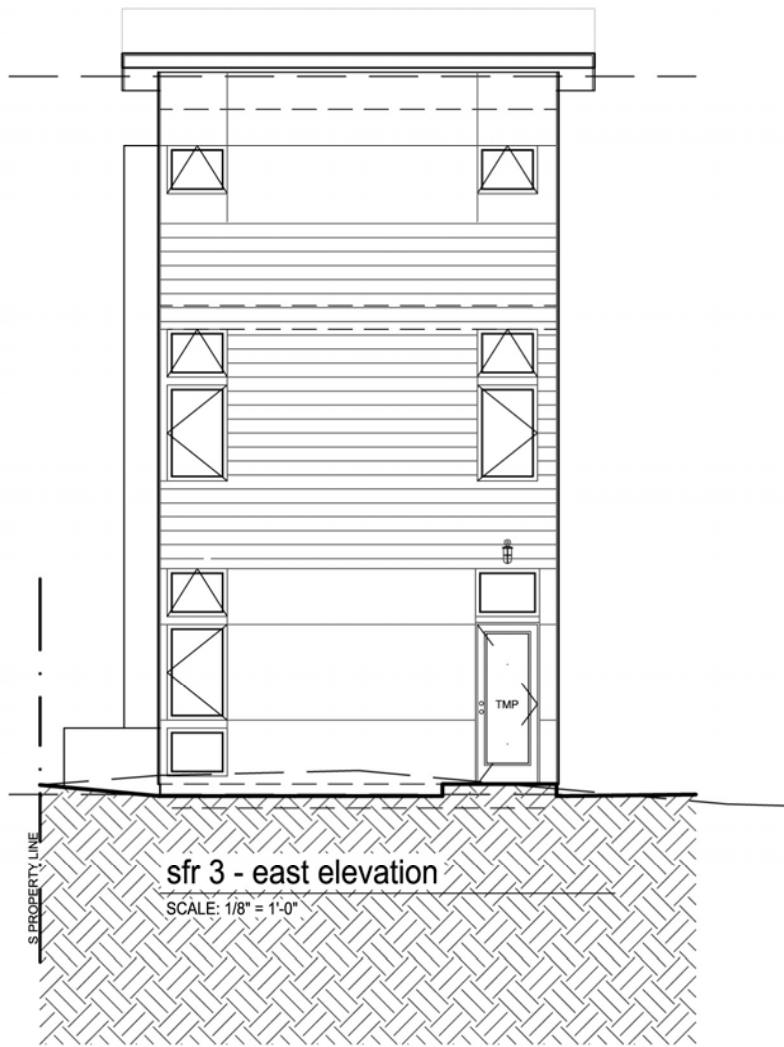 TMP
S PROPERTY LINE
sfr 3 - east elevation
SCALE: 1/8" = 1'-0"